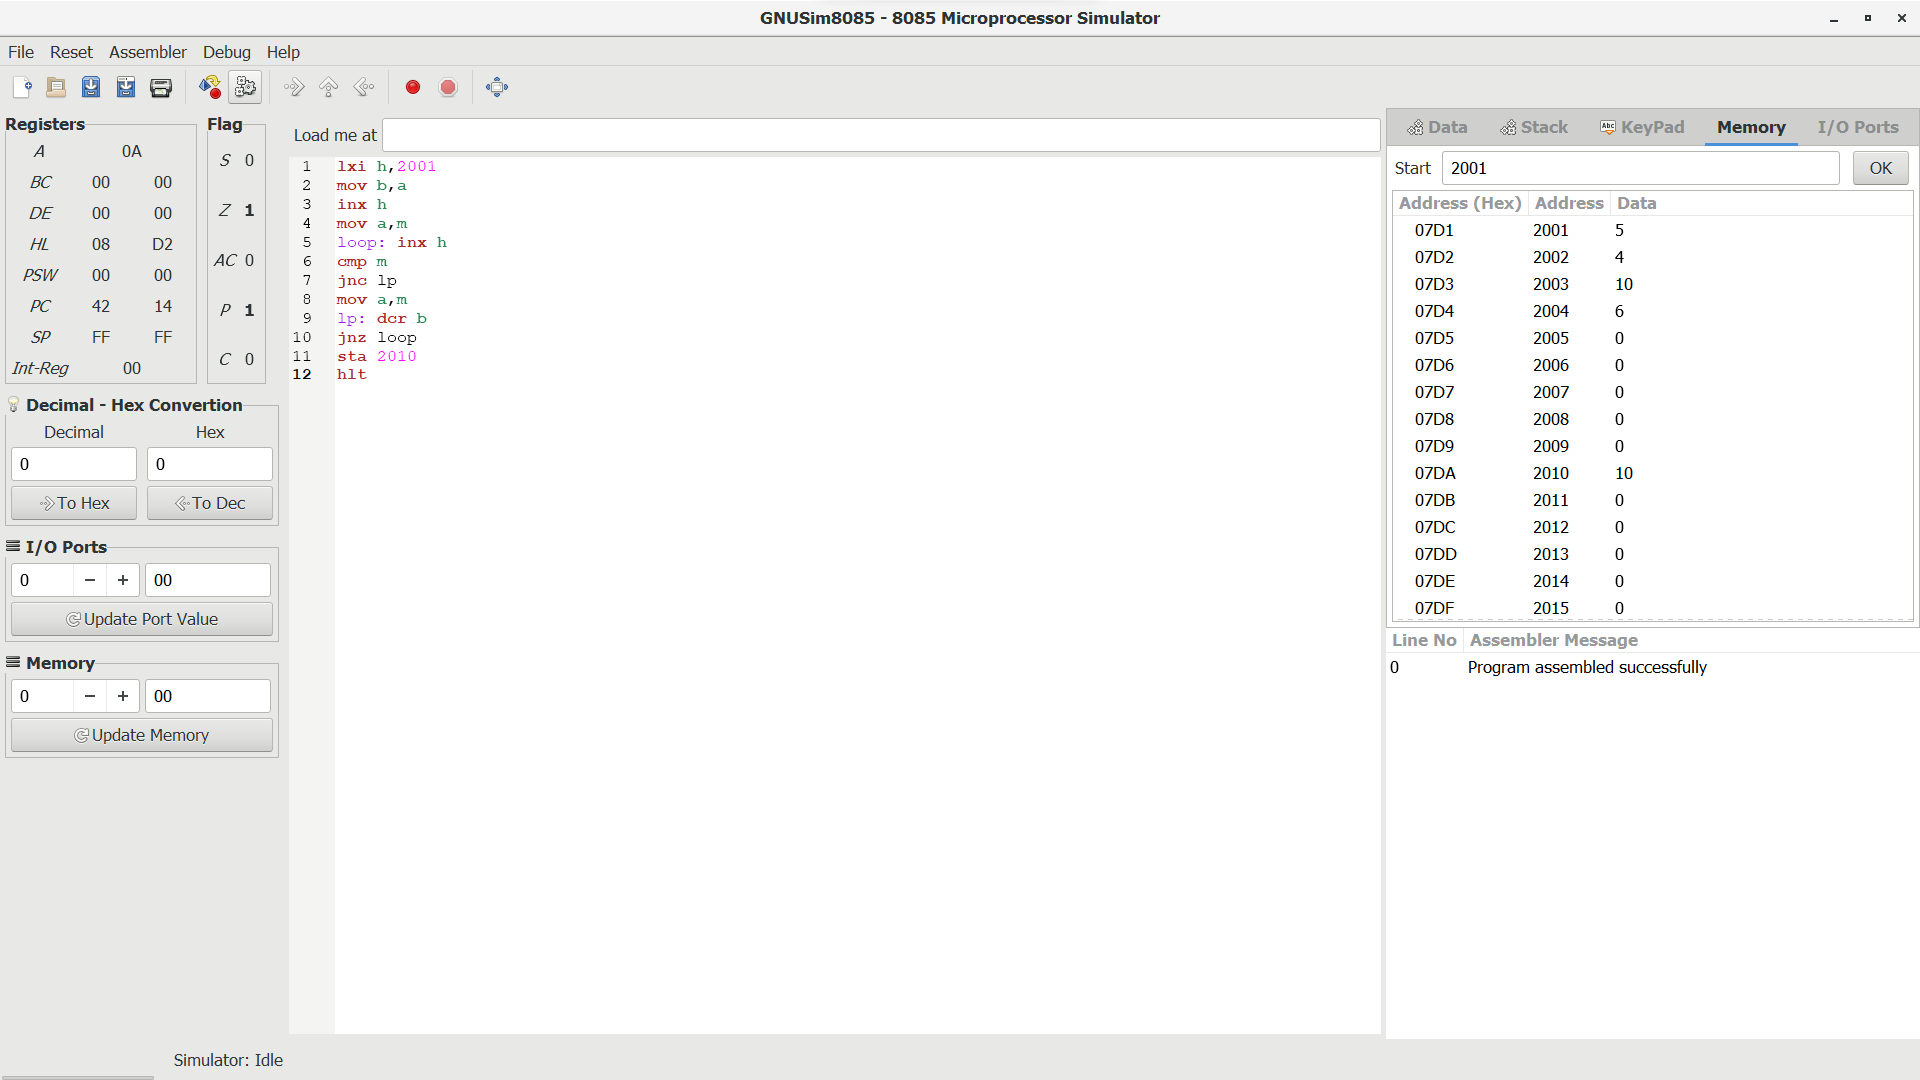 GNUSim8085 - 8085 Microprocessor Simulator
File Reset Assembler Debug Help
Registers
A 0A
BC 00 00
DE 00 00
HL 08 D2
PSW 00 00
PC 42 14
SP FF FF
Int-Reg 00
Flag
S 0
Z 1
AC 0
P 1
C 0
Decimal - Hex Convertion
Decimal Hex
0 0
To Hex To Dec
I/O Ports
0 − + 00
Update Port Value
Memory
0 − + 00
Update Memory
Load me at
1 lxi h,2001
2 mov b,a
3 inx h
4 mov a,m
5 loop: inx h
6 cmp m
7 jnc lp
8 mov a,m
9 lp: dcr b
10 jnz loop
11 sta 2010
12 hlt
Data Stack Abc KeyPad Memory I/O Ports
Start 2001 OK
Address (Hex) Address Data
07D1 2001 5
07D2 2002 4
07D3 2003 10
07D4 2004 6
07D5 2005 0
07D6 2006 0
07D7 2007 0
07D8 2008 0
07D9 2009 0
07DA 2010 10
07DB 2011 0
07DC 2012 0
07DD 2013 0
07DE 2014 0
07DF 2015 0
Line No Assembler Message
0 Program assembled successfully
Simulator: Idle